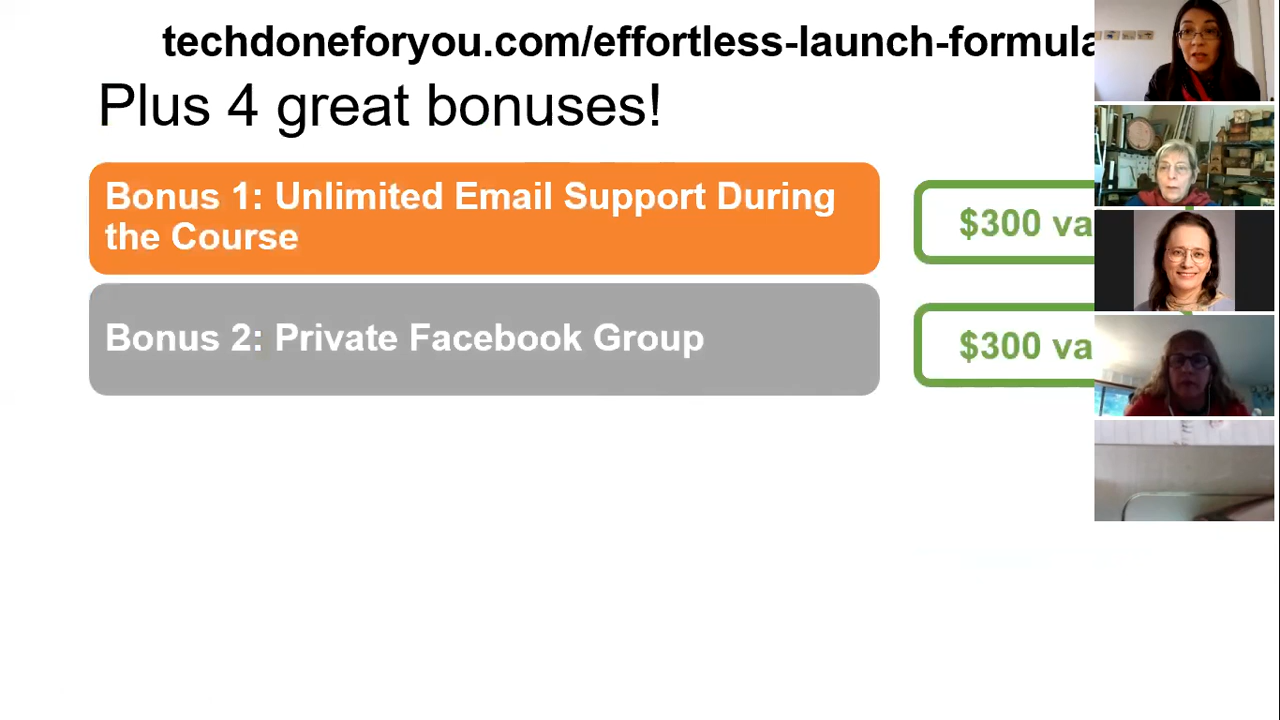 techdoneforyou.com/effortless-launch-formula
Plus 4 great bonuses!
Bonus 1: Unlimited Email Support During
the Course
$300 va
Bonus 2: Private Facebook Group
$300 va